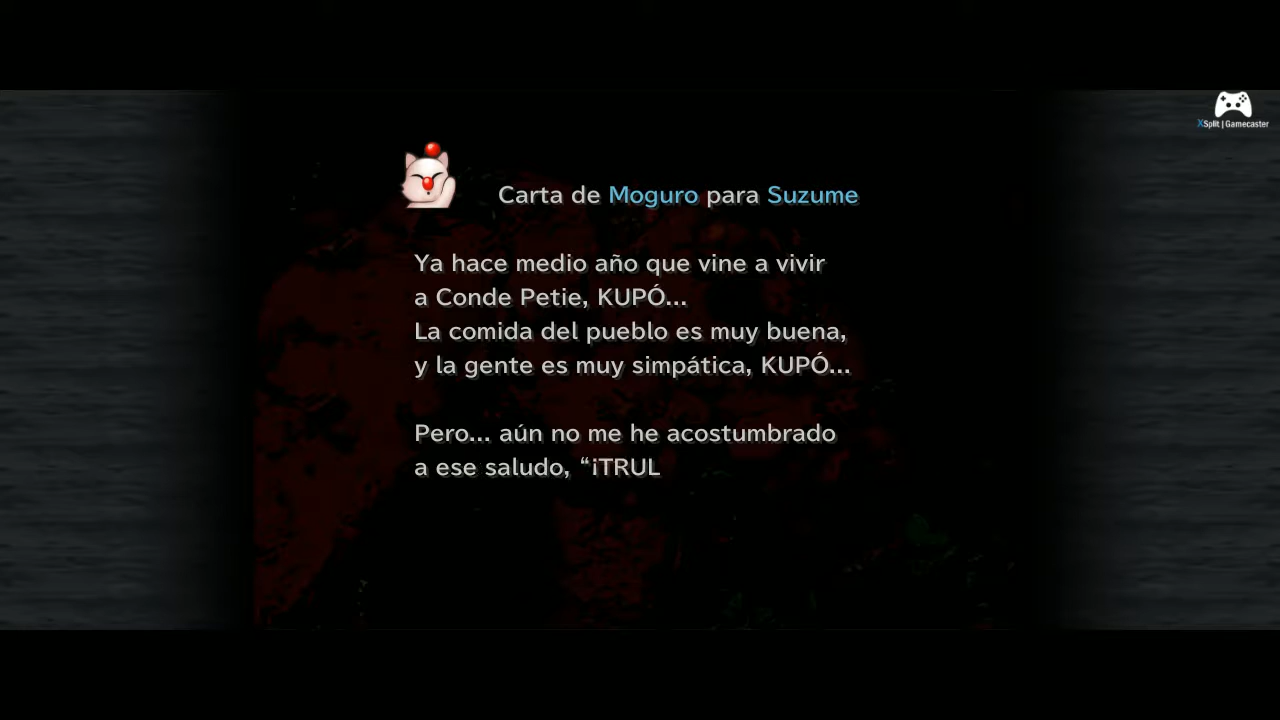 XSplit | Gamecaster
Carta de Moguro para Suzume
Ya hace medio año que vine a vivir
a Conde Petie, KUPÓ...
La comida del pueblo es muy buena,
y la gente es muy simpática, KUPÓ...
Pero... aún no me he acostumbrado
a ese saludo, “¡TRUL